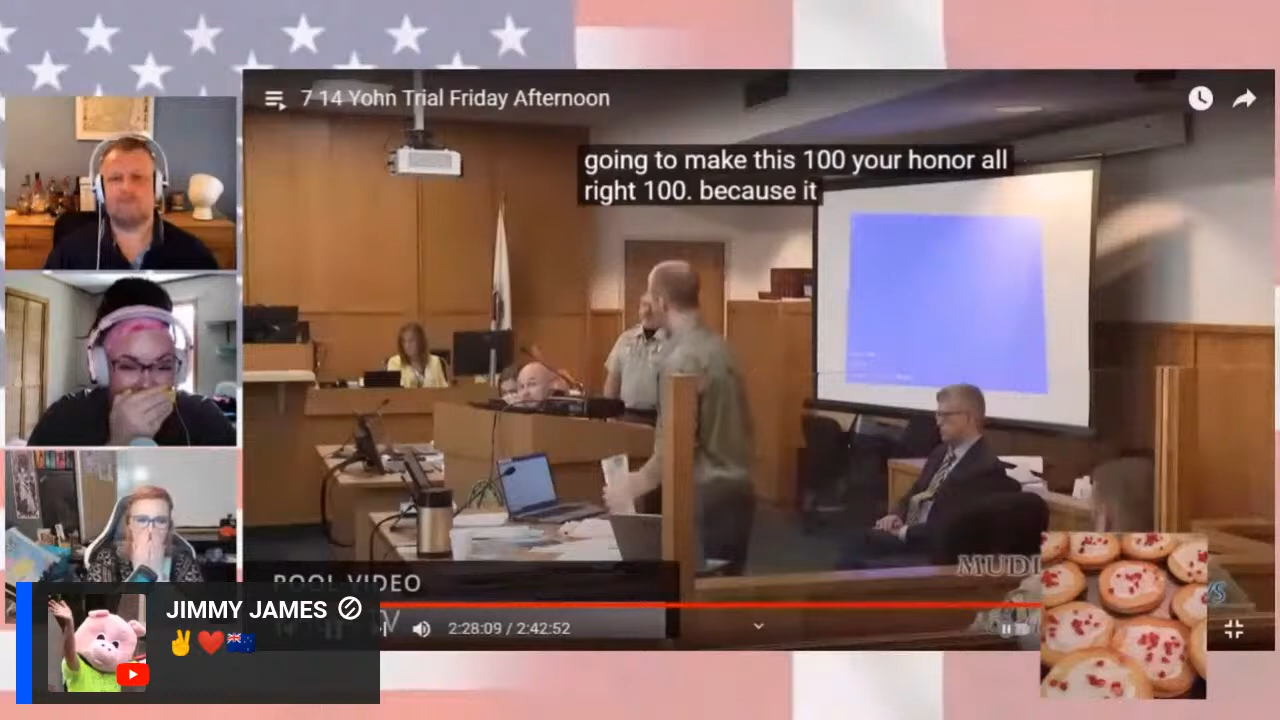 7 14 Yohn Trial Friday Afternoon
going to make this 100 your honor all
right 100. because it
POOL VIDEO
2:28:09 / 2:42:52
JIMMY JAMES